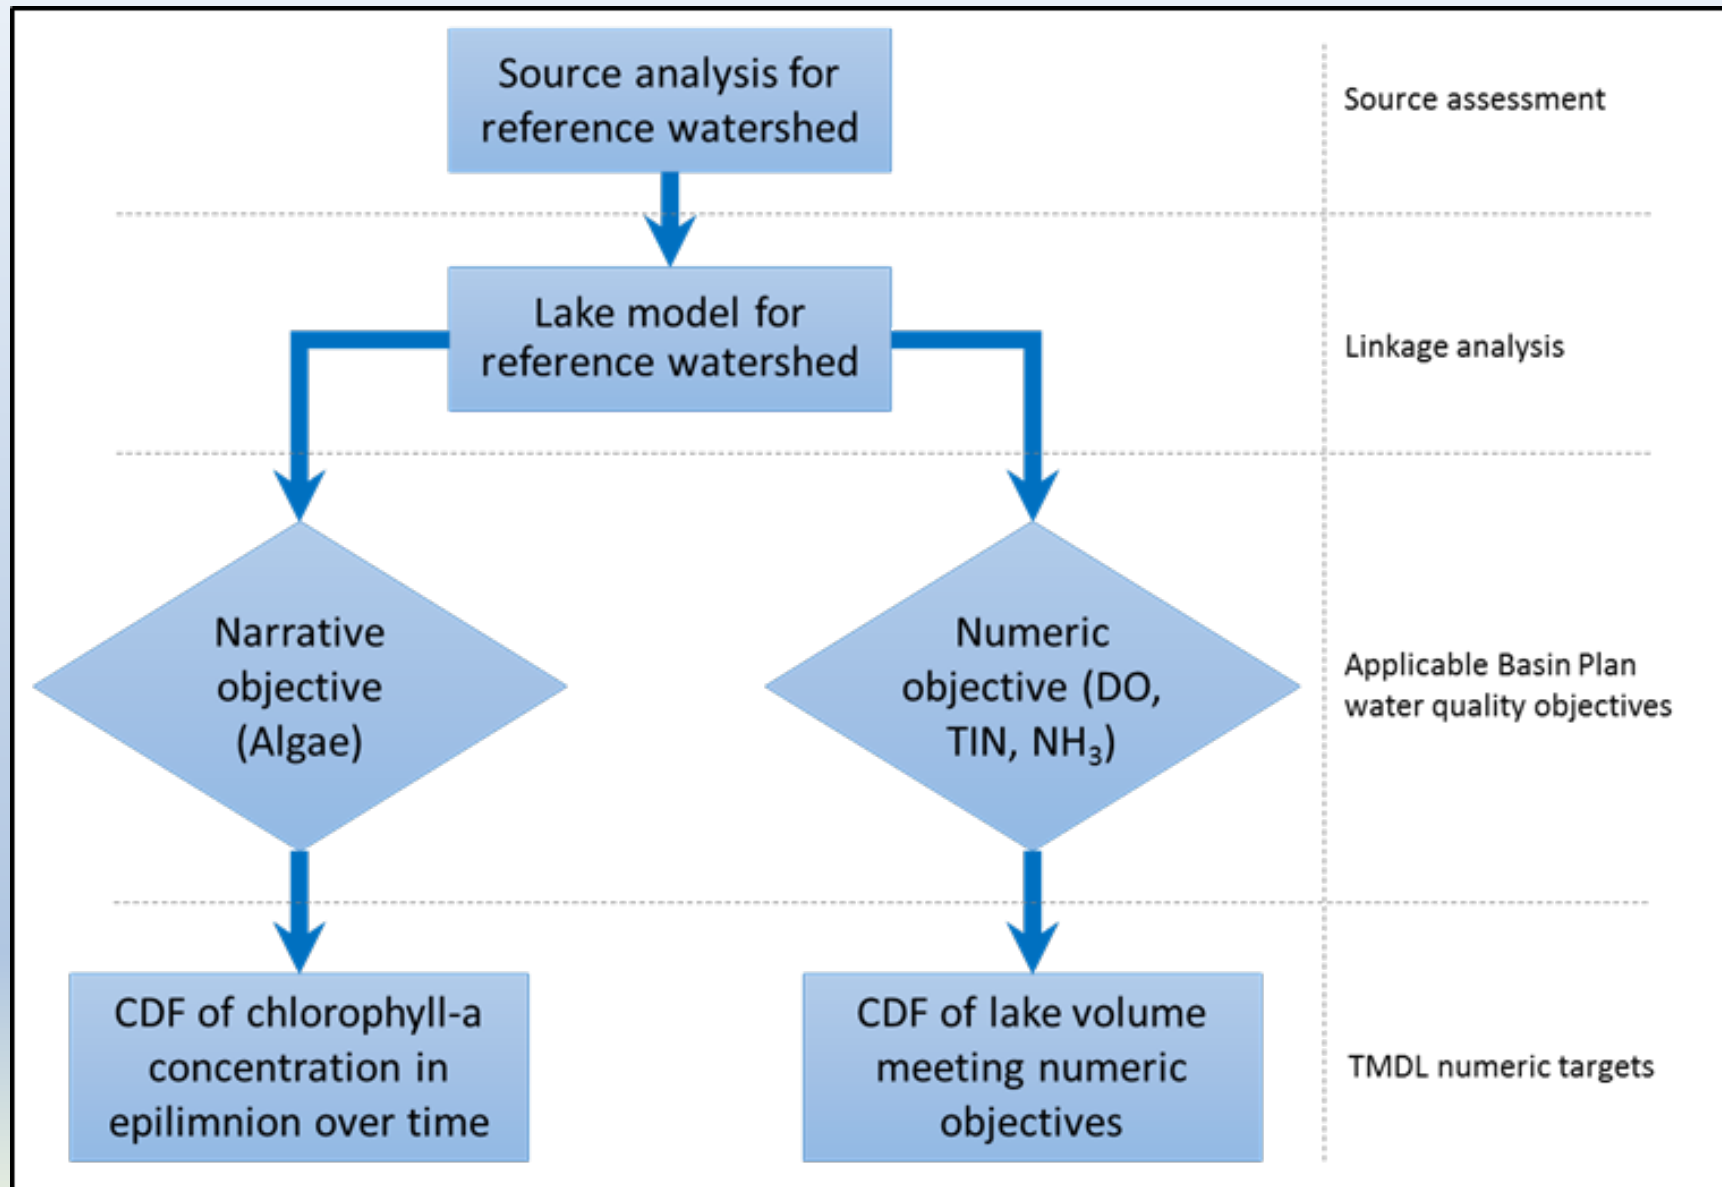 Source analysis for
reference watershed
Source assessment
Lake model for
reference watershed
Linkage analysis
Narrative
objective
(Algae)
Numeric
objective (DO,
TIN, NH₃)
Applicable Basin Plan
water quality objectives
CDF of chlorophyll-a
concentration in
epilimnion over time
CDF of lake volume
meeting numeric
objectives
TMDL numeric targets